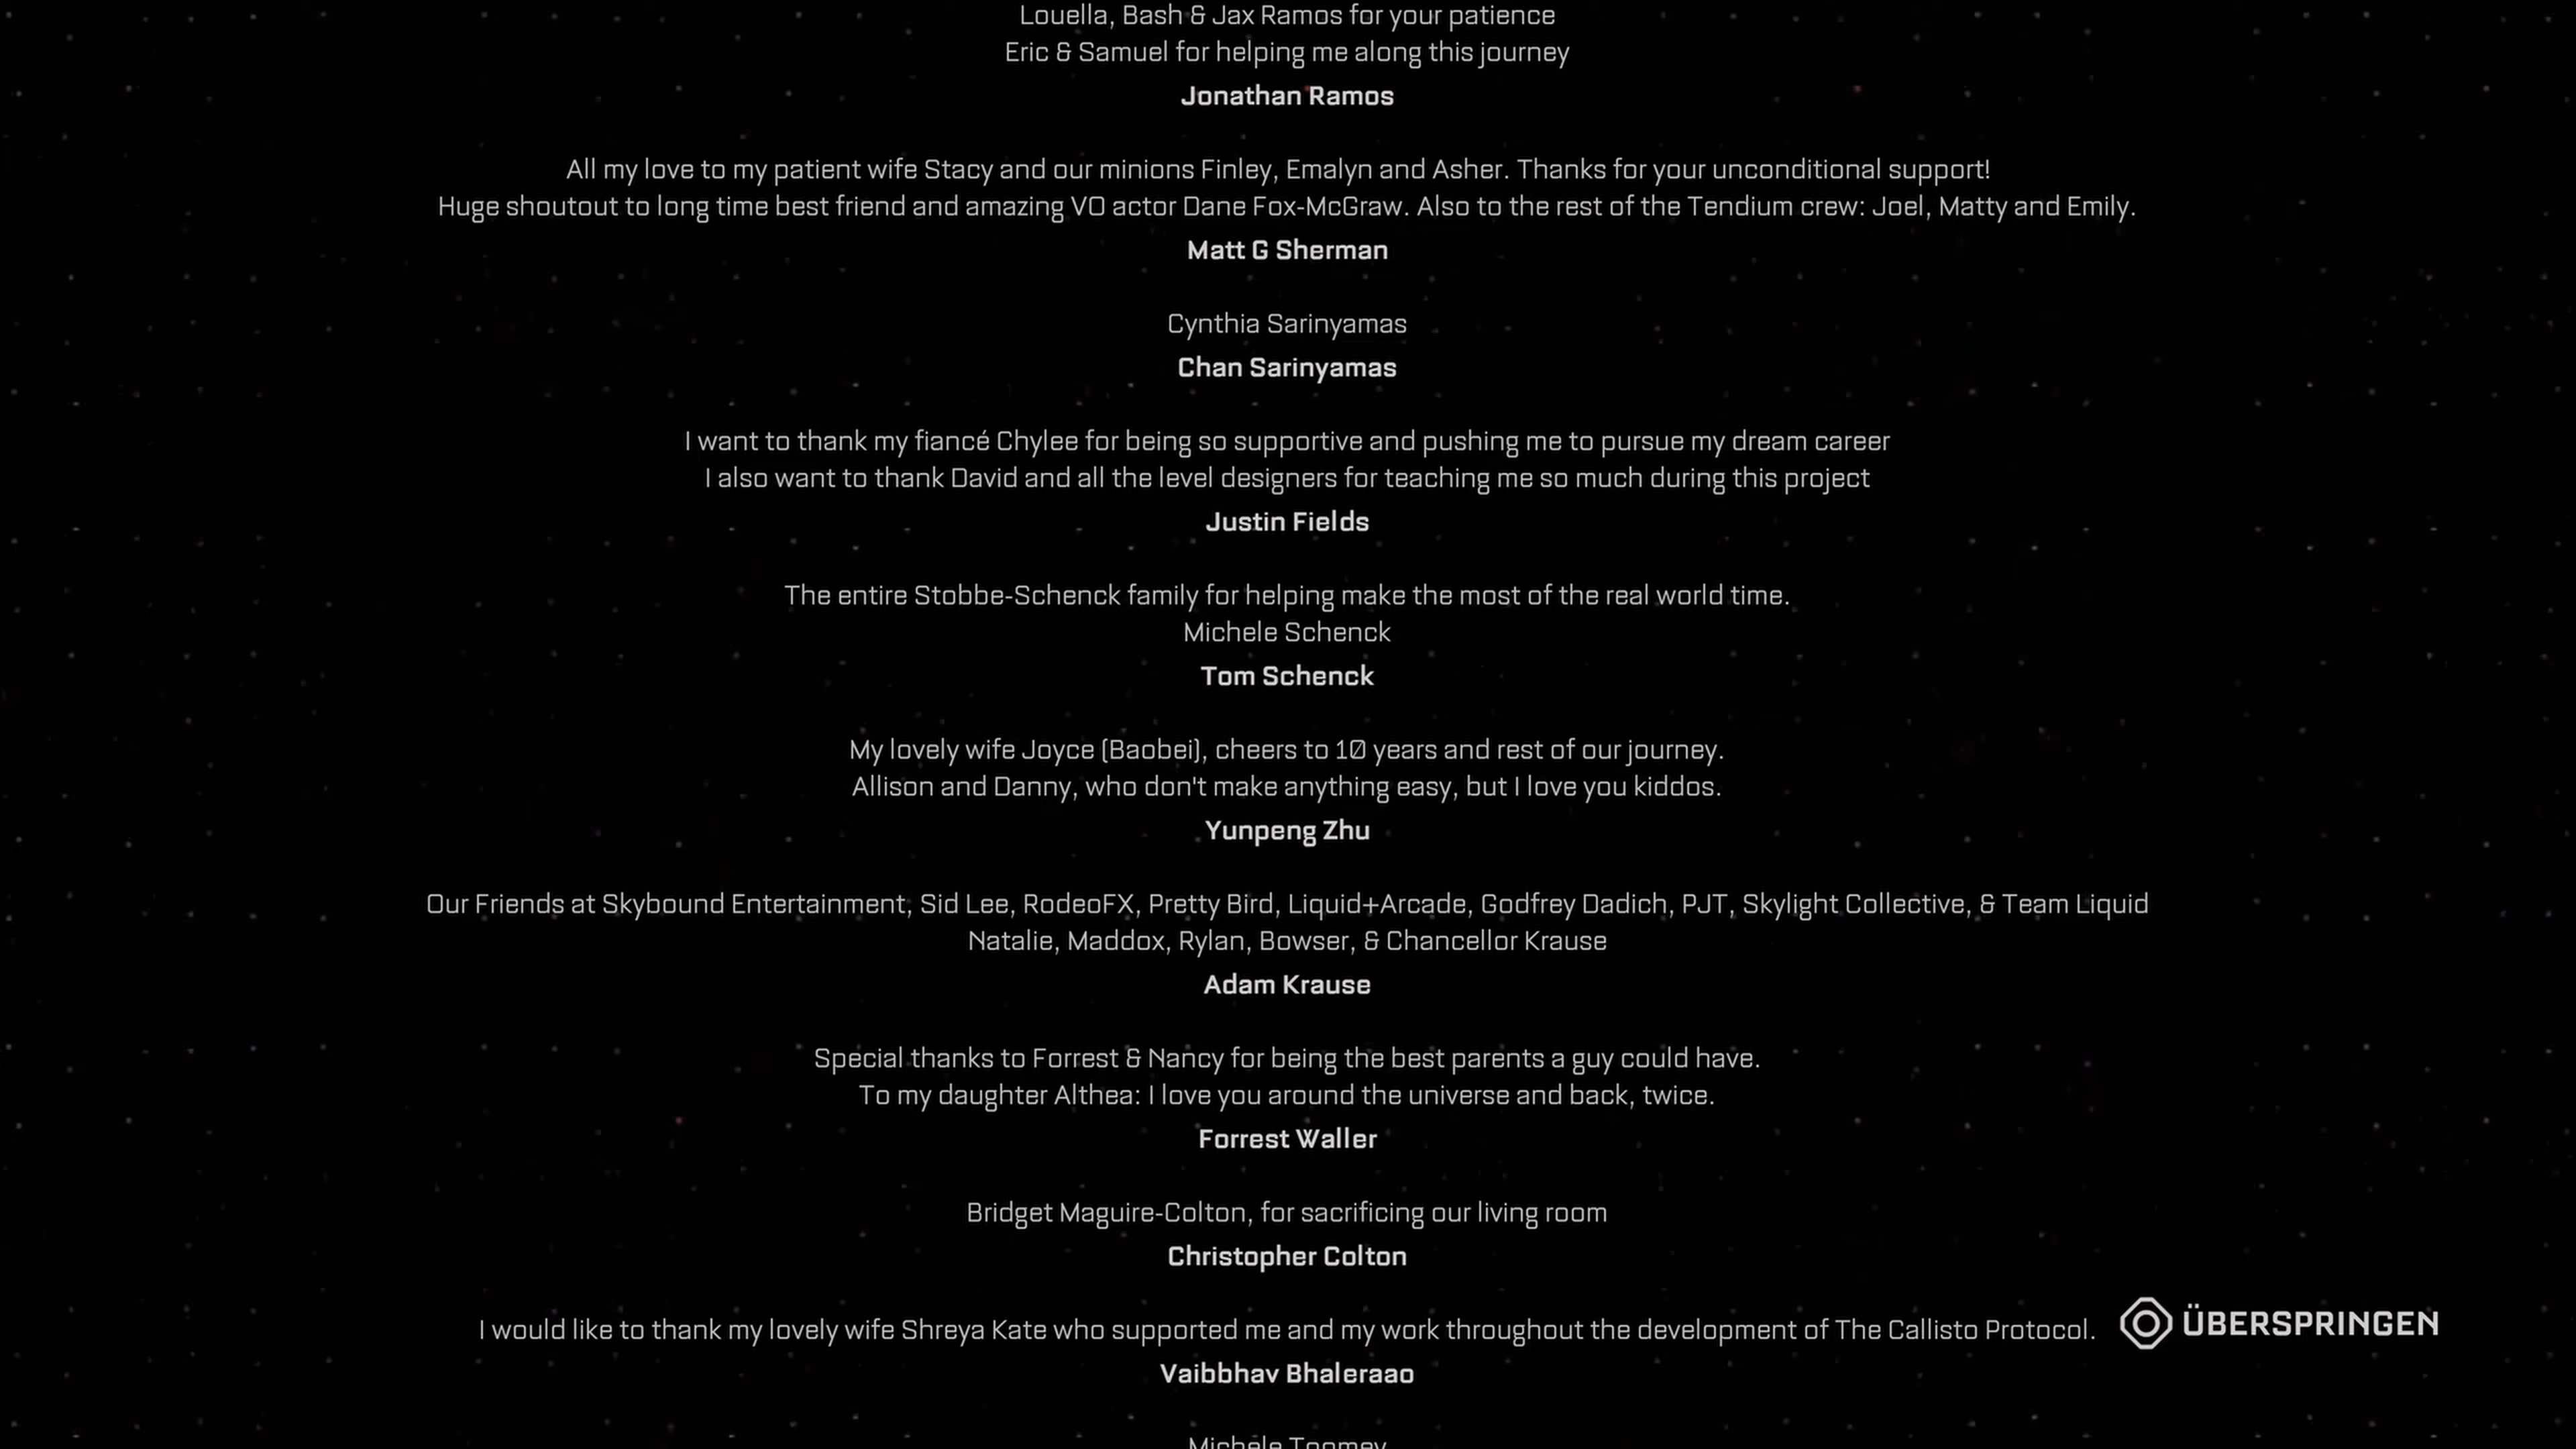 Louella, Bash & Jax Ramos for your patience
Eric & Samuel for helping me along this journey
Jonathan Ramos
All my love to my patient wife Stacy and our minions Finley, Emalyn and Asher. Thanks for your unconditional support!
Huge shoutout to long time best friend and amazing VO actor Dane Fox-McGraw. Also to the rest of the Tendium crew: Joel, Matty and Emily.
Matt G Sherman
Cynthia Sarinyamas
Chan Sarinyamas
I want to thank my fiancé Chylee for being so supportive and pushing me to pursue my dream career
I also want to thank David and all the level designers for teaching me so much during this project
Justin Fields
The entire Stobbe-Schenck family for helping make the most of the real world time.
Michele Schenck
Tom Schenck
My lovely wife Joyce (Baobei), cheers to 10 years and rest of our journey.
Allison and Danny, who don't make anything easy, but I love you kiddos.
Yunpeng Zhu
Our Friends at Skybound Entertainment, Sid Lee, RodeoFX, Pretty Bird, Liquid+Arcade, Godfrey Dadich, PJT, Skylight Collective, & Team Liquid
Natalie, Maddox, Rylan, Bowser, & Chancellor Krause
Adam Krause
Special thanks to Forrest & Nancy for being the best parents a guy could have.
To my daughter Althea: I love you around the universe and back, twice.
Forrest Waller
Bridget Maguire-Colton, for sacrificing our living room
Christopher Colton
I would like to thank my lovely wife Shreya Kate who supported me and my work throughout the development of The Callisto Protocol.
ÜBERSPRINGEN
Vaibbhav Bhaleraao
Michele Toomey